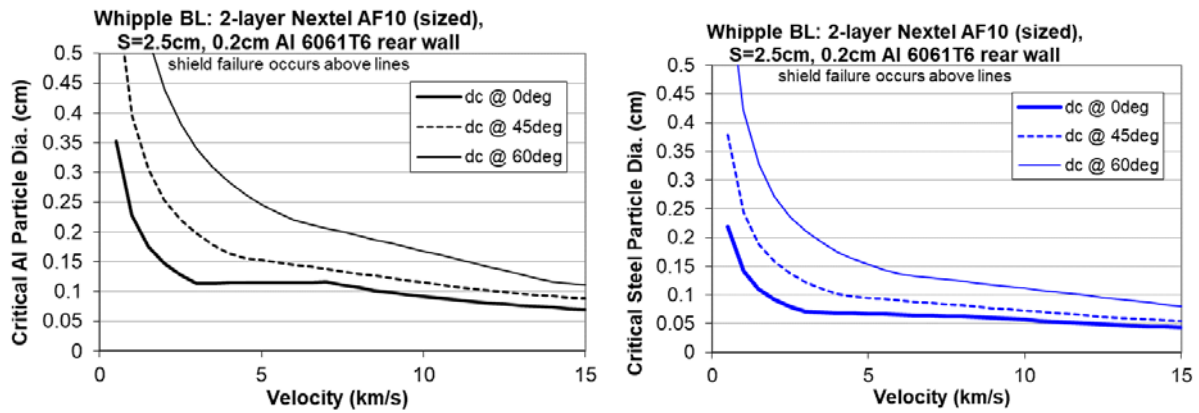 Whipple BL: 2-layer Nextel AF10 (sized),
S=2.5cm, 0.2cm Al 6061T6 rear wall
shield failure occurs above lines
dc @ 0deg
dc @ 45deg
dc @ 60deg
Critical Al Particle Dia. (cm)
0.5
0.45
0.4
0.35
0.3
0.25
0.2
0.15
0.1
0.05
0
0 5 10 15
Velocity (km/s)
Whipple BL: 2-layer Nextel AF10 (sized),
S=2.5cm, 0.2cm Al 6061T6 rear wall
shield failure occurs above lines
dc @ 0deg
dc @ 45deg
dc @ 60deg
Critical Steel Particle Dia. (cm)
0.5
0.45
0.4
0.35
0.3
0.25
0.2
0.15
0.1
0.05
0
0 5 10 15
Velocity (km/s)